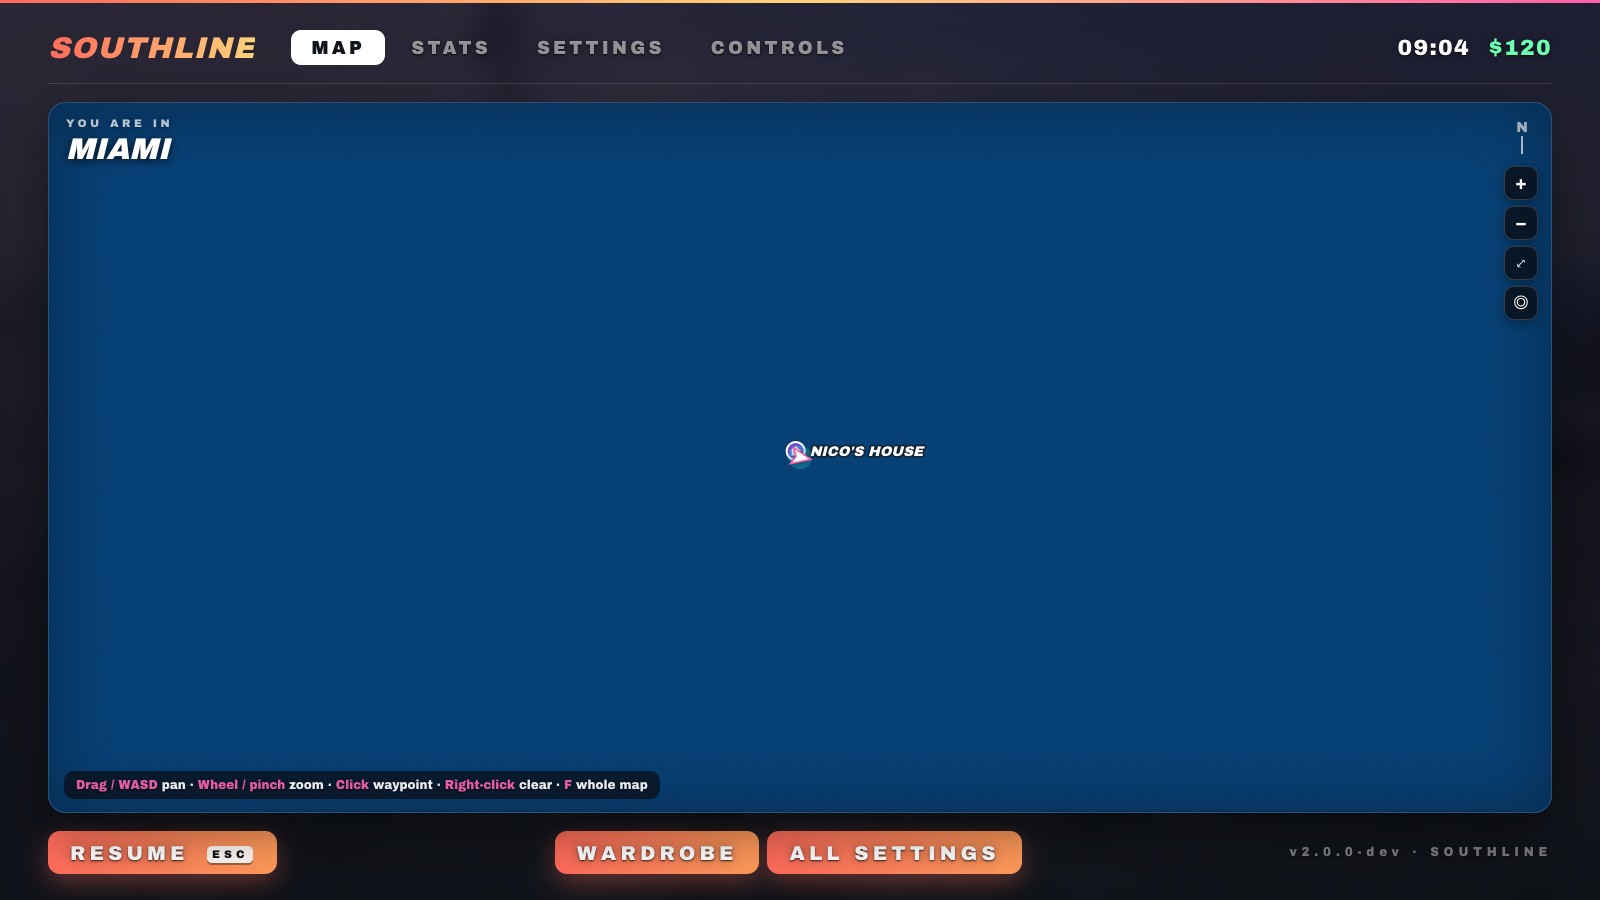 SOUTHLINE MAP STATS SETTINGS CONTROLS 09:04 $120
YOU ARE IN
MIAMI
N
+
−
NICO'S HOUSE
Drag / WASD pan · Wheel / pinch zoom · Click waypoint · Right-click clear · F whole map
RESUME ESC WARDROBE ALL SETTINGS v2.0.0-dev · SOUTHLINE